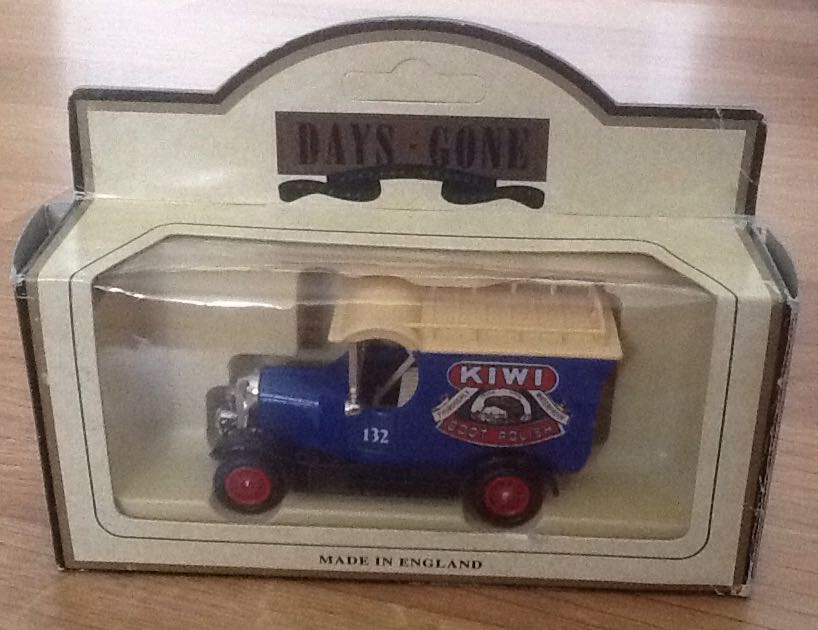 DAYS · GONE
KIWI
BOOT POLISH
132
MADE IN ENGLAND